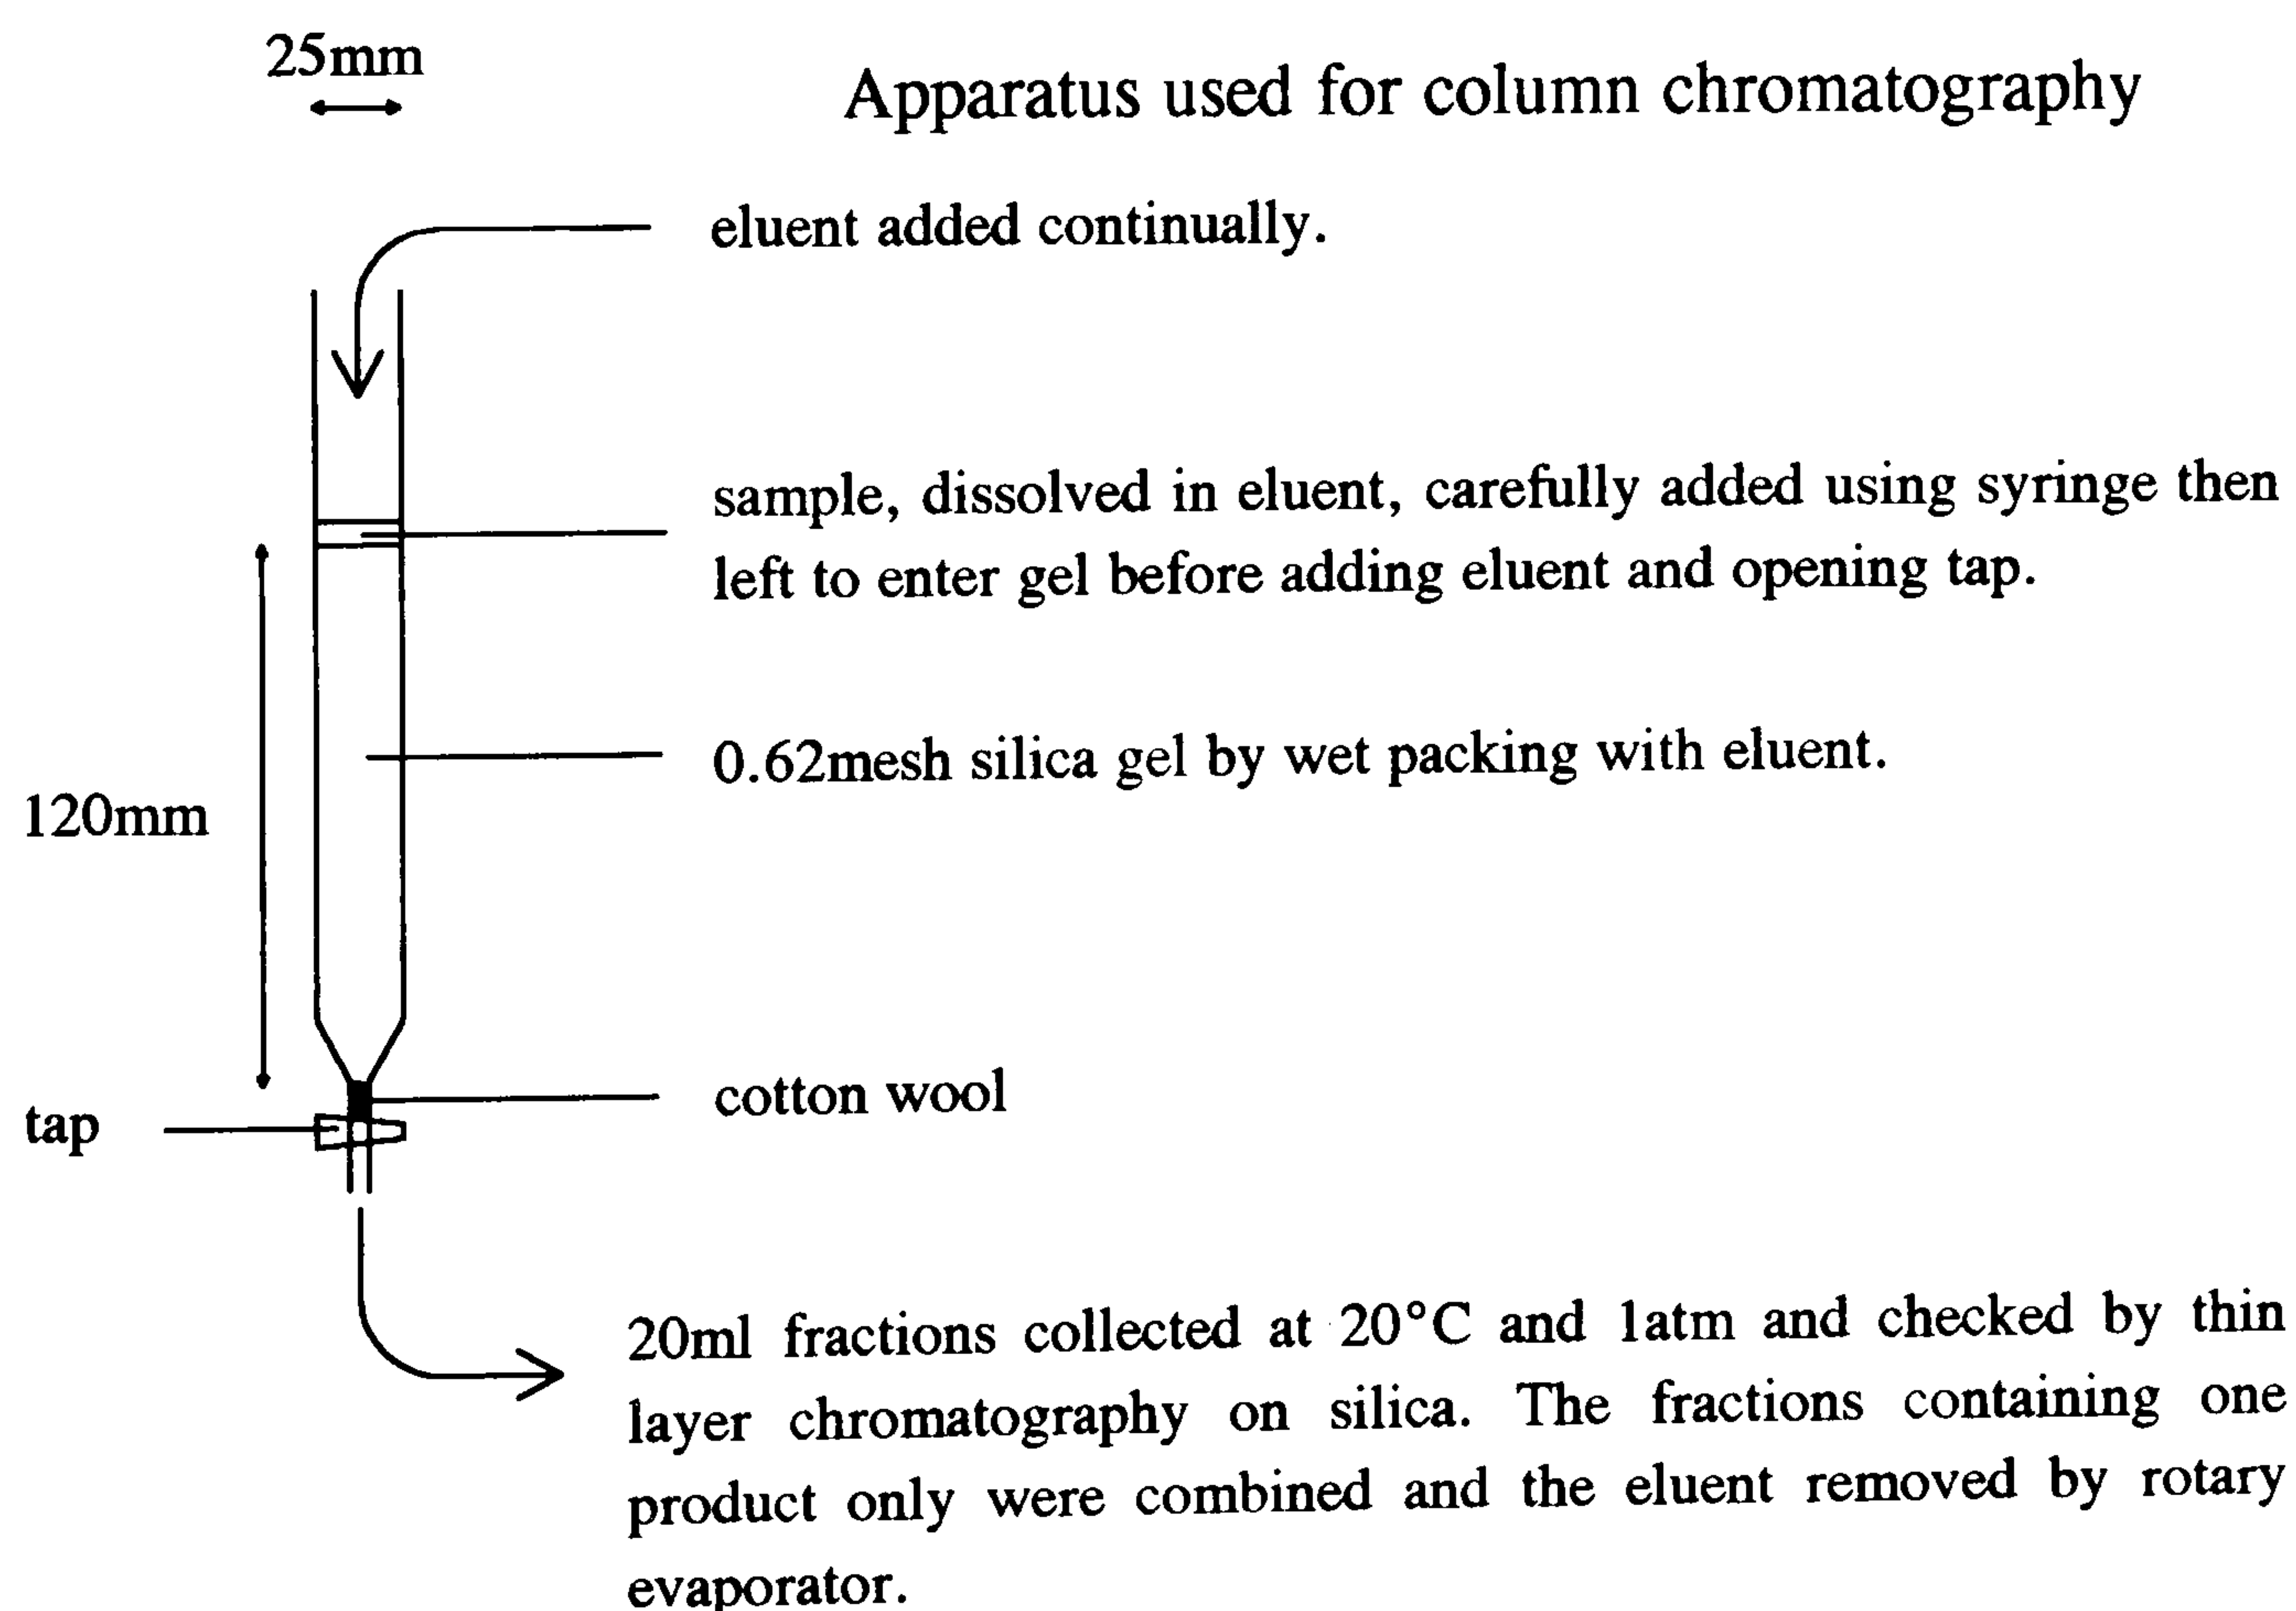 25mm
Apparatus used for column chromatography
eluent added continually.
sample, dissolved in eluent, carefully added using syringe then
left to enter gel before adding eluent and opening tap.
0.62mesh silica gel by wet packing with eluent.
120mm
cotton wool
tap
20ml fractions collected at 20°C and 1atm and checked by thin
layer chromatography on silica. The fractions containing one
product only were combined and the eluent removed by rotary
evaporator.